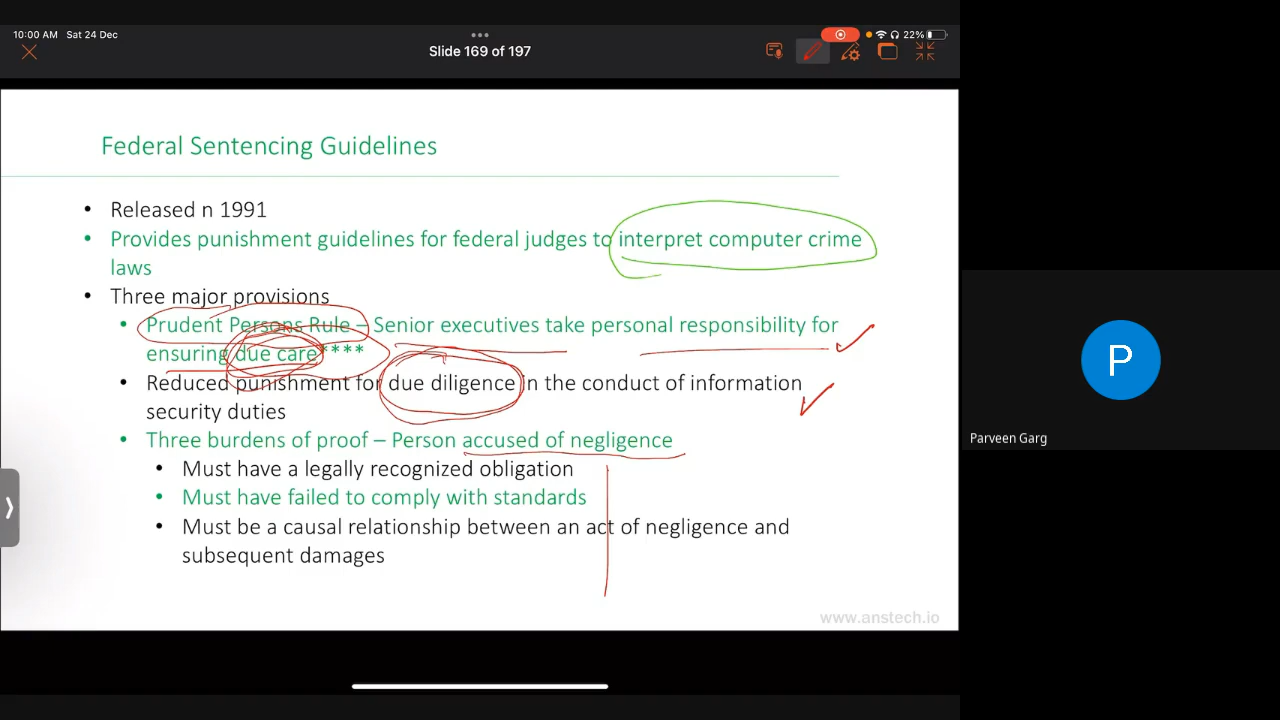 10:00 AM Sat 24 Dec
22%
Slide 169 of 197
Federal Sentencing Guidelines
• Released n 1991
• Provides punishment guidelines for federal judges to interpret computer crime
laws
• Three major provisions
• Prudent Persons Rule – Senior executives take personal responsibility for
ensuring due care****
• Reduced punishment for due diligence in the conduct of information
security duties
• Three burdens of proof – Person accused of negligence
• Must have a legally recognized obligation
• Must have failed to comply with standards
• Must be a causal relationship between an act of negligence and
subsequent damages
www.anstech.io
P
Parveen Garg